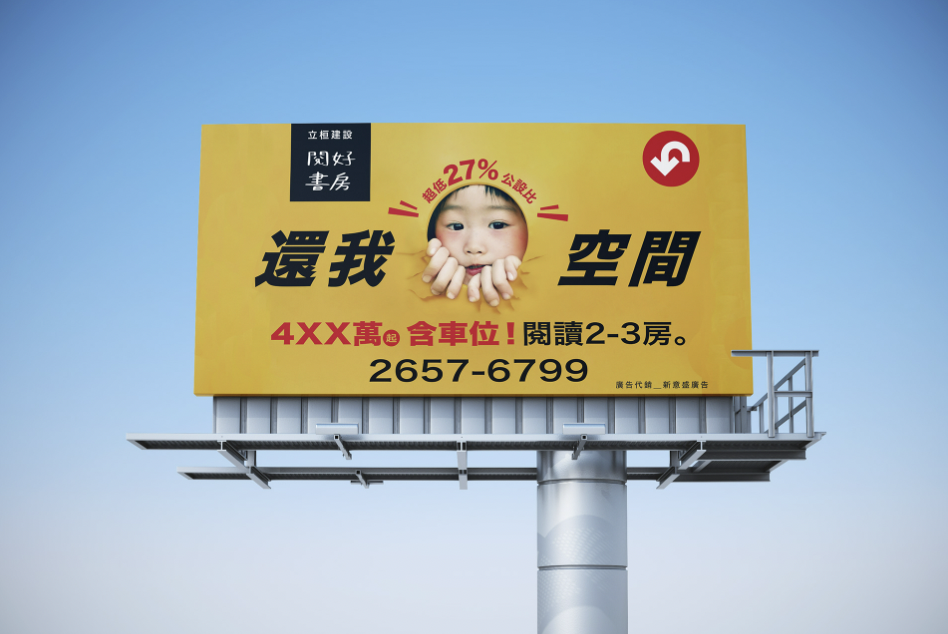 立桓建設
閱好
書房
超低27%公設比
還我 空間
4XX萬起含車位！閱讀2-3房。
2657-6799
廣告代銷__新意盛廣告